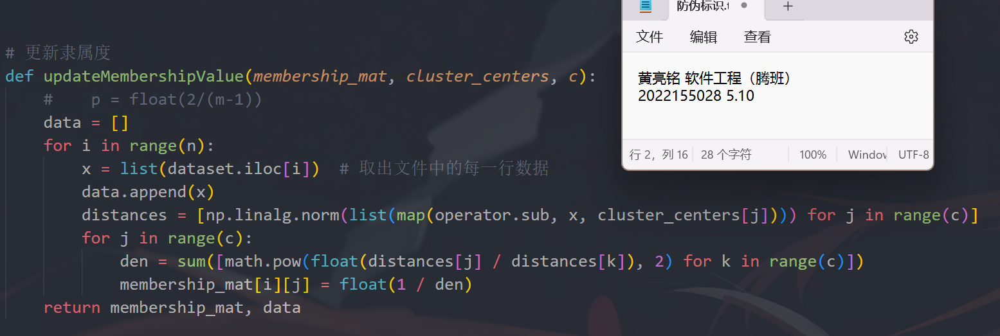 # 更新隶属度
def updateMembershipValue(membership_mat, cluster_centers, c):
#    p = float(2/(m-1))
data = []
for i in range(n):
x = list(dataset.iloc[i])  # 取出文件中的每一行数据
data.append(x)
distances = [np.linalg.norm(list(map(operator.sub, x, cluster_centers[j]))) for j in range(c)]
for j in range(c):
den = sum([math.pow(float(distances[j] / distances[k]), 2) for k in range(c)])
membership_mat[i][j] = float(1 / den)
return membership_mat, data
防伪标识.t
文件 编辑 查看
黄亮铭 软件工程（腾班）
2022155028 5.10
行 2，列 16 28 个字符 100% Window UTF-8